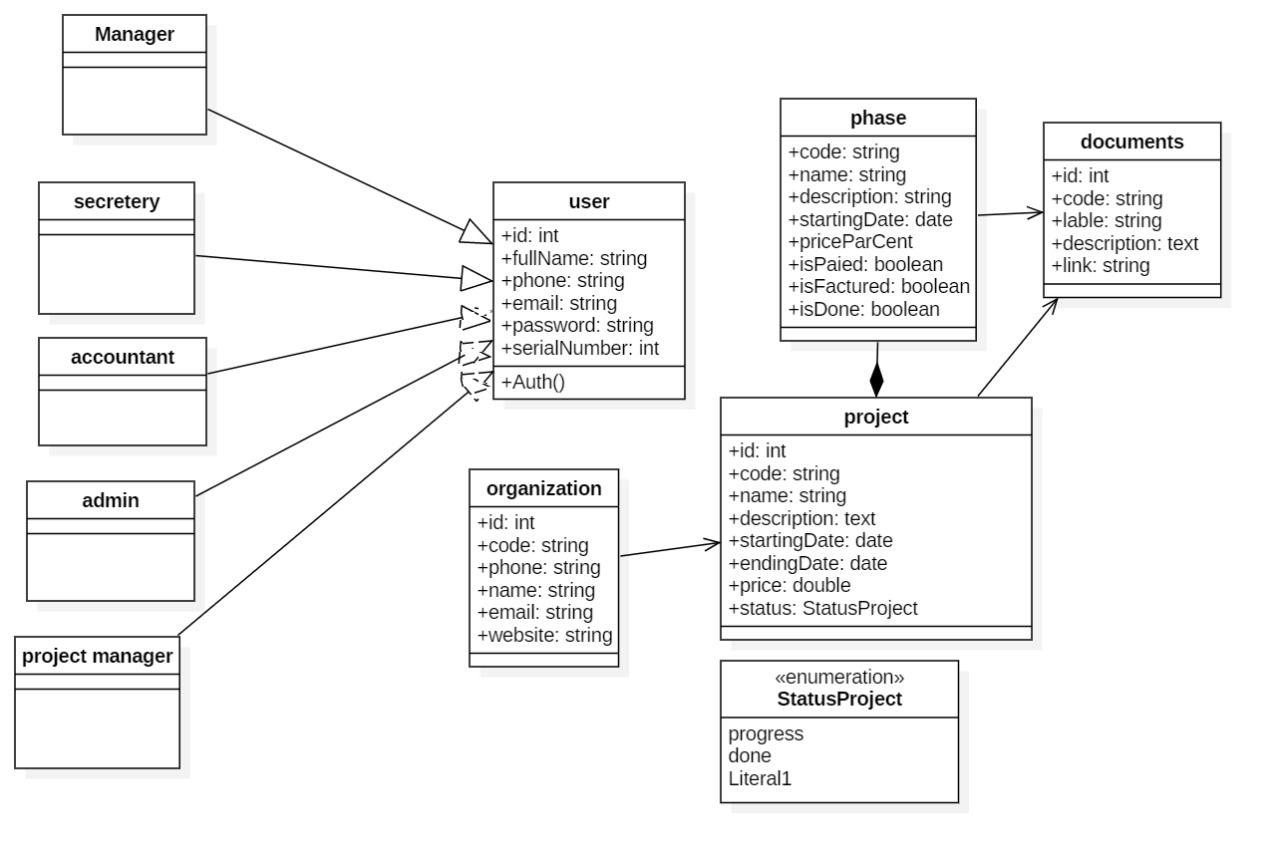 Manager
secretery
accountant
admin
project manager
user
+id: int
+fullName: string
+phone: string
+email: string
+password: string
+serialNumber: int
+Auth()
organization
+id: int
+code: string
+phone: string
+name: string
+email: string
+website: string
phase
+code: string
+name: string
+description: string
+startingDate: date
+priceParCent
+isPaied: boolean
+isFactured: boolean
+isDone: boolean
documents
+id: int
+code: string
+lable: string
+description: text
+link: string
project
+id: int
+code: string
+name: string
+description: text
+startingDate: date
+endingDate: date
+price: double
+status: StatusProject
«enumeration»
StatusProject
progress
done
Literal1